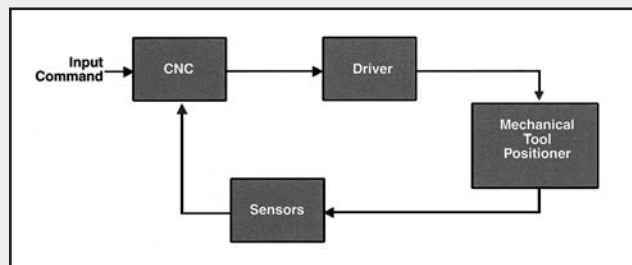 Input
Command
CNC
Driver
Mechanical
Tool
Positioner
Sensors